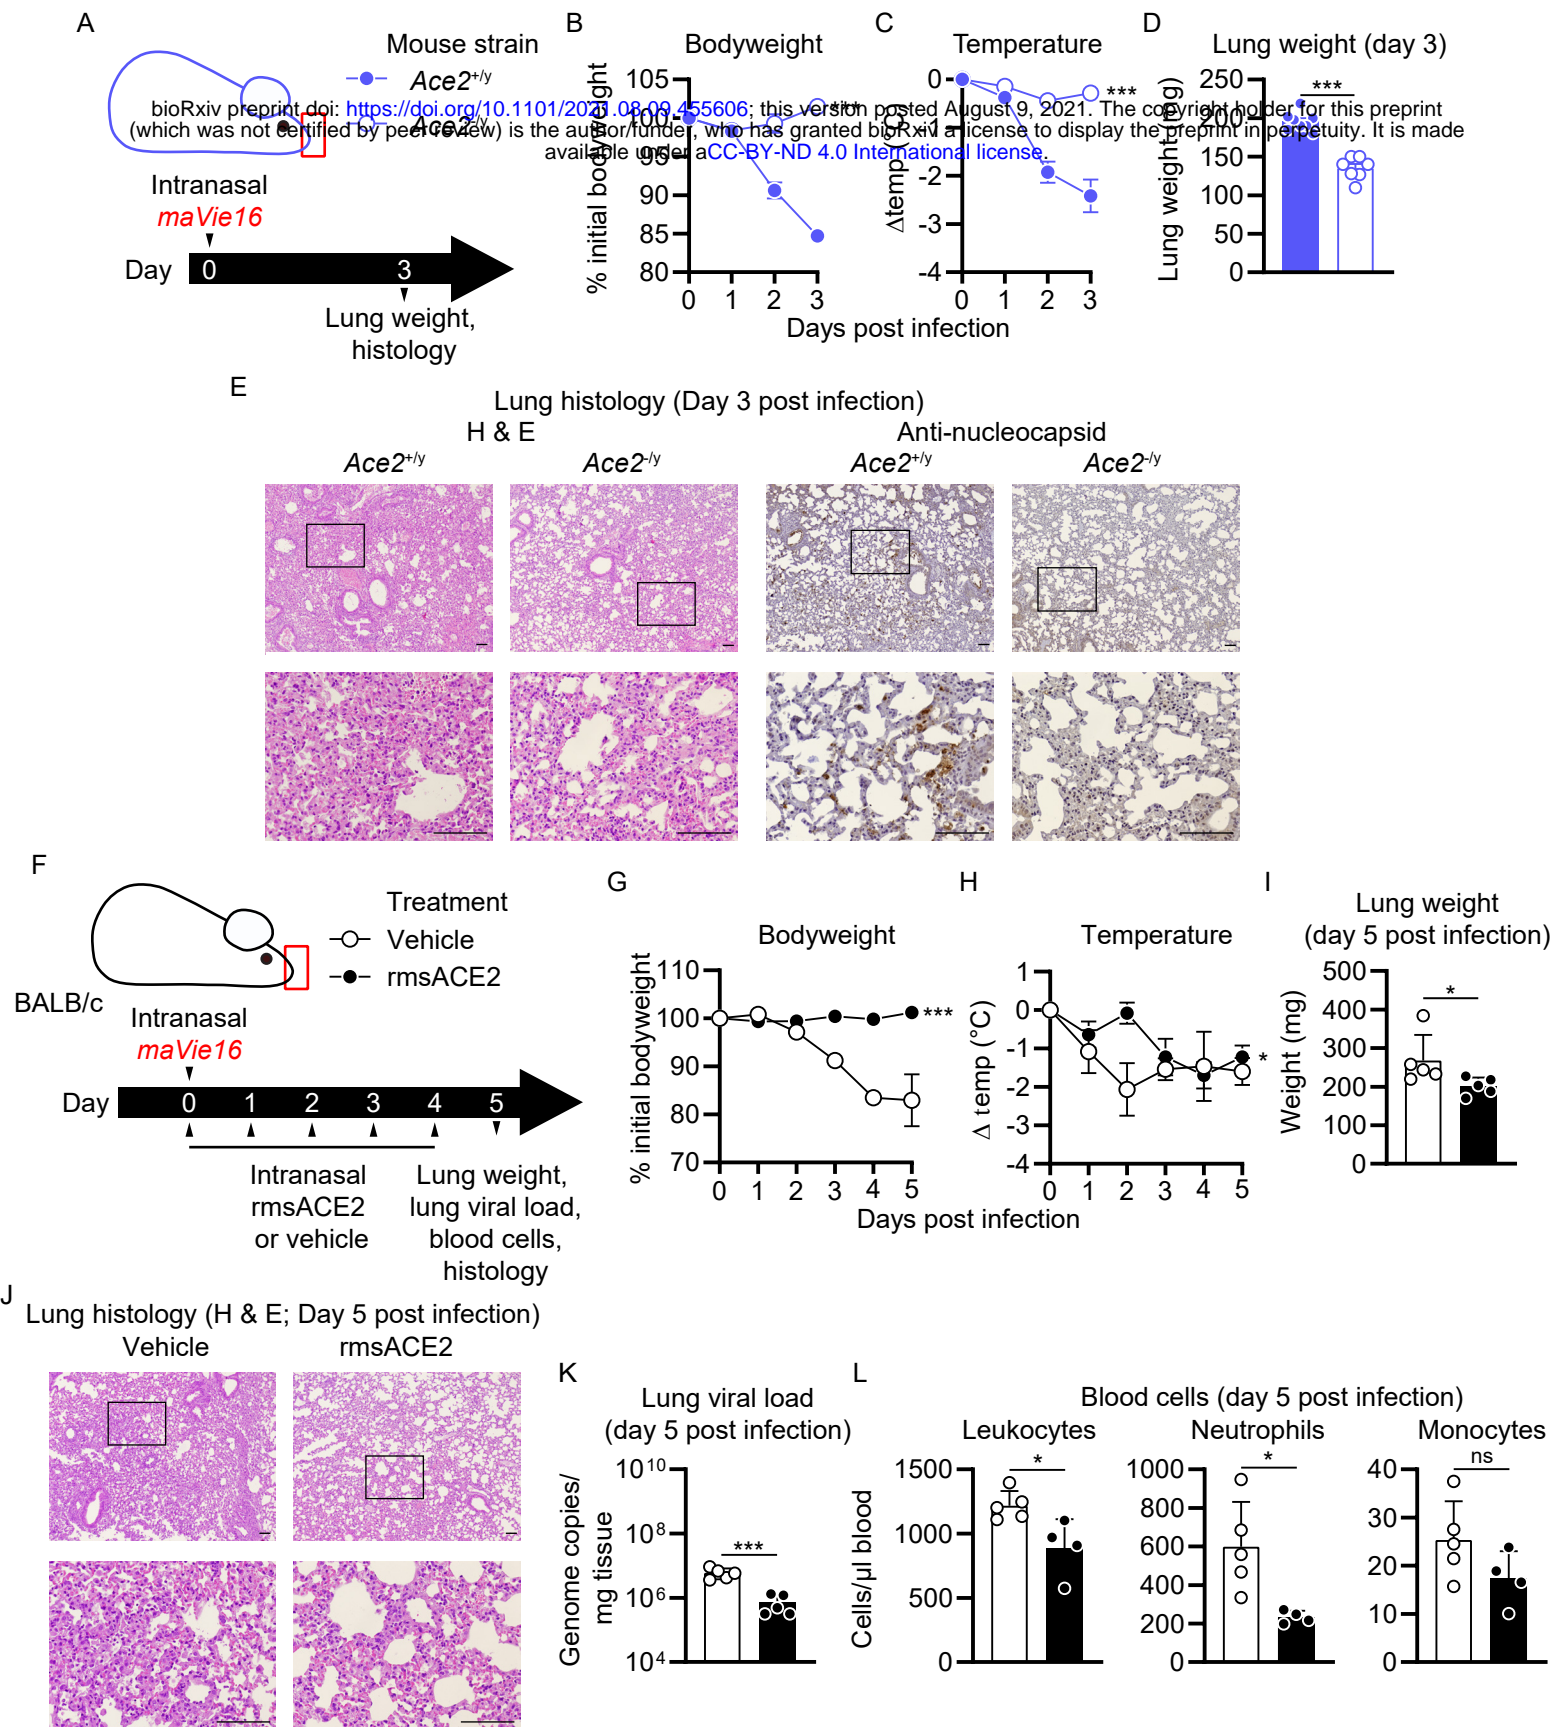 A
Mouse strain
Ace2+/y
Ace2-/y
Intranasal
maVie16
Day
0
3
Lung weight,
histology
bioRxiv preprint doi: https://doi.org/10.1101/2021.08.09.455606; this version posted August 9, 2021. The copyright holder for this preprint
(which was not certified by peer review) is the author/funder, who has granted bioRxiv a license to display the preprint in perpetuity. It is made
available under aCC-BY-ND 4.0 International license.
B
Bodyweight
% initial bodyweight
105
100
95
90
85
80
0 1 2 3
***
C
Temperature
Δtemp (°C)
0
-1
-2
-3
-4
0 1 2 3
***
Days post infection
D
Lung weight (day 3)
Lung weight (mg)
250
200
150
100
50
0
***
E
Lung histology (Day 3 post infection)
H & E
Anti-nucleocapsid
Ace2+/y
Ace2-/y
Ace2+/y
Ace2-/y
F
Treatment
Vehicle
rmsACE2
BALB/c
Intranasal
maVie16
Day
0 1 2 3 4 5
Intranasal
rmsACE2
or vehicle
Lung weight,
lung viral load,
blood cells,
histology
G
Bodyweight
% initial bodyweight
110
100
90
80
70
0 1 2 3 4 5
***
H
Temperature
Δ temp (°C)
1
0
-1
-2
-3
-4
0 1 2 3 4 5
*
Days post infection
I
Lung weight
(day 5 post infection)
Weight (mg)
500
400
300
200
100
0
*
J
Lung histology (H & E; Day 5 post infection)
Vehicle
rmsACE2
K
Lung viral load
(day 5 post infection)
Genome copies/
mg tissue
10^10
10^8
10^6
10^4
***
L
Blood cells (day 5 post infection)
Leukocytes
Cells/µl blood
1500
1000
500
0
*
Neutrophils
1000
800
600
400
200
0
*
Monocytes
40
30
20
10
0
ns